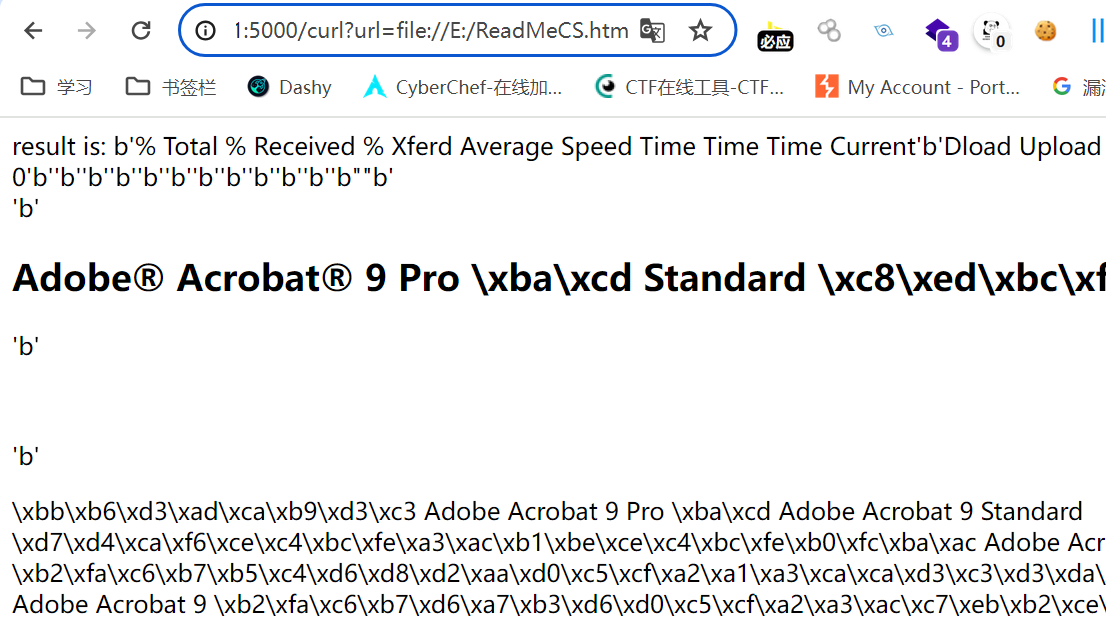 1:5000/curl?url=file://E:/ReadMeCS.htm
必应
4
0
学习
书签栏
Dashy
CyberChef-在线加...
CTF在线工具-CTF...
My Account - Port...
result is: b'% Total % Received % Xferd Average Speed Time Time Time Current'b'Dload Upload
0'b''b''b''b''b''b''b''b''b''b''b''b""b'
'b'
Adobe® Acrobat® 9 Pro \xba\xcd Standard \xc8\xed\xbc\xf
'b'
'b'
\xbb\xb6\xd3\xad\xca\xb9\xd3\xc3 Adobe Acrobat 9 Pro \xba\xcd Adobe Acrobat 9 Standard
\xd7\xd4\xca\xf6\xce\xc4\xbc\xfe\xa3\xac\xb1\xbe\xce\xc4\xbc\xfe\xb0\xfc\xba\xac Adobe Acr
\xb2\xfa\xc6\xb7\xb5\xc4\xd6\xd8\xd2\xaa\xd0\xc5\xcf\xa2\xa1\xa3\xca\xca\xd3\xc3\xd3\xda\
Adobe Acrobat 9 \xb2\xfa\xc6\xb7\xd6\xa7\xb3\xd6\xd0\xc5\xcf\xa2\xa3\xac\xc7\xeb\xb2\xce\